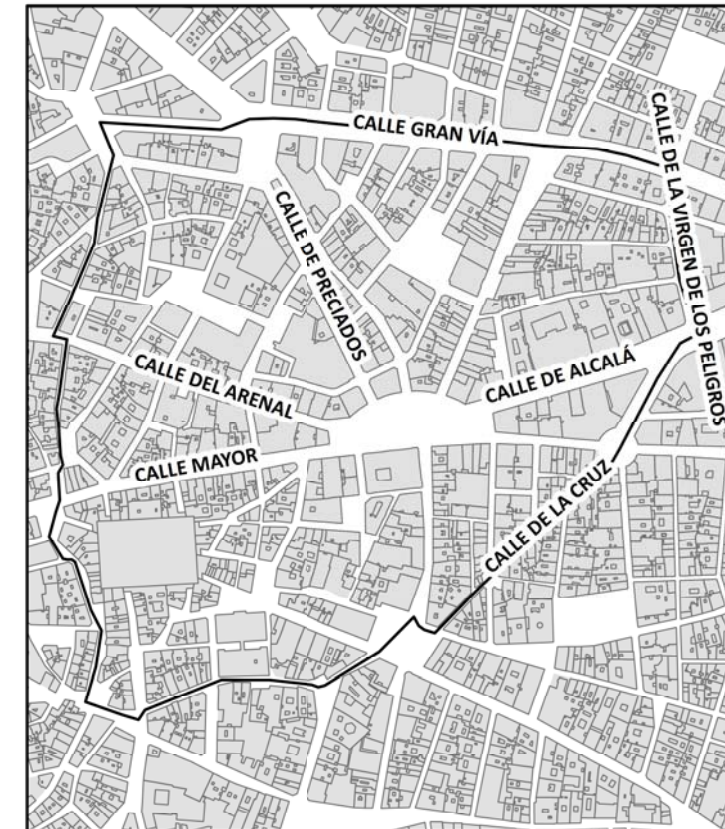 CALLE GRAN VÍA
CALLE DE LA VIRGEN DE LOS PELIGROS
CALLE DE PRECIADOS
CALLE DEL ARENAL
CALLE DE ALCALÁ
CALLE MAYOR
CALLE DE LA CRUZ